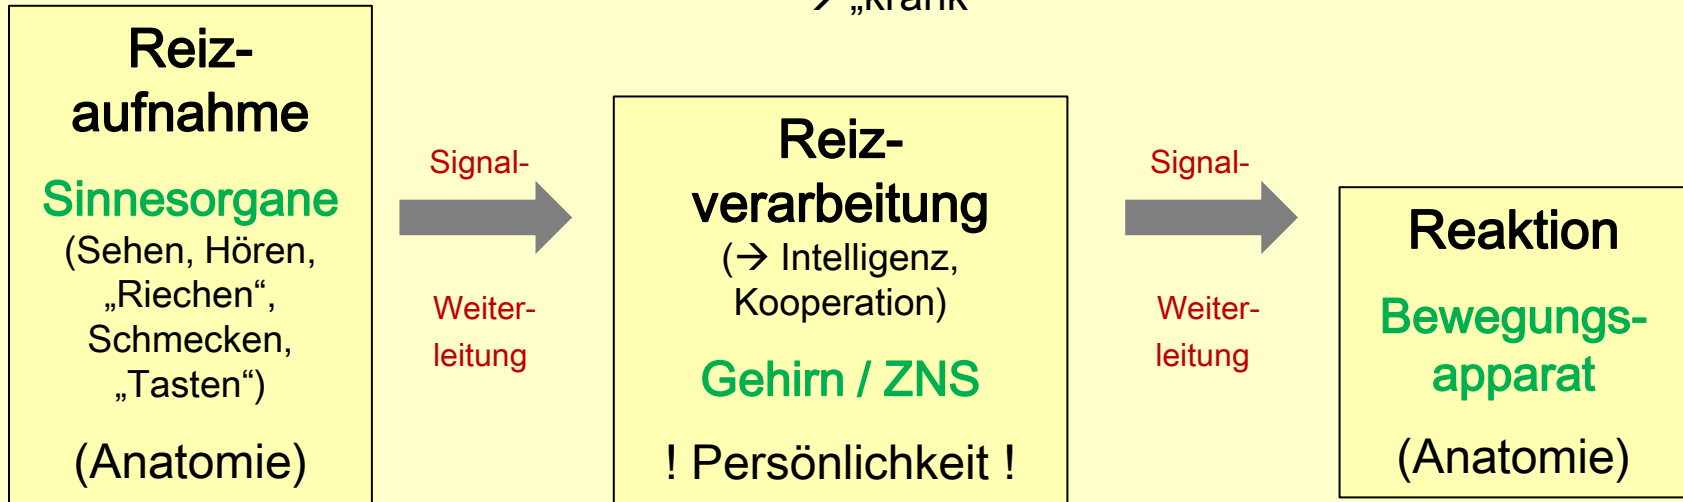 → „krank“
Reiz-
aufnahme
Sinnesorgane
(Sehen, Hören,
„Riechen“,
Schmecken,
„Tasten“)
(Anatomie)
Signal-
Weiter-
leitung
Reiz-
verarbeitung
(→ Intelligenz,
Kooperation)
Gehirn / ZNS
! Persönlichkeit !
Signal-
Weiter-
leitung
Reaktion
Bewegungs-
apparat
(Anatomie)